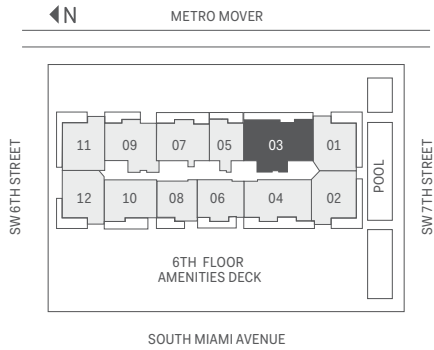 N
METRO MOVER
11
09
07
05
03
01
12
10
08
06
04
02
POOL
SW 6TH STREET
SW 7TH STREET
6TH FLOOR
AMENITIES DECK
SOUTH MIAMI AVENUE